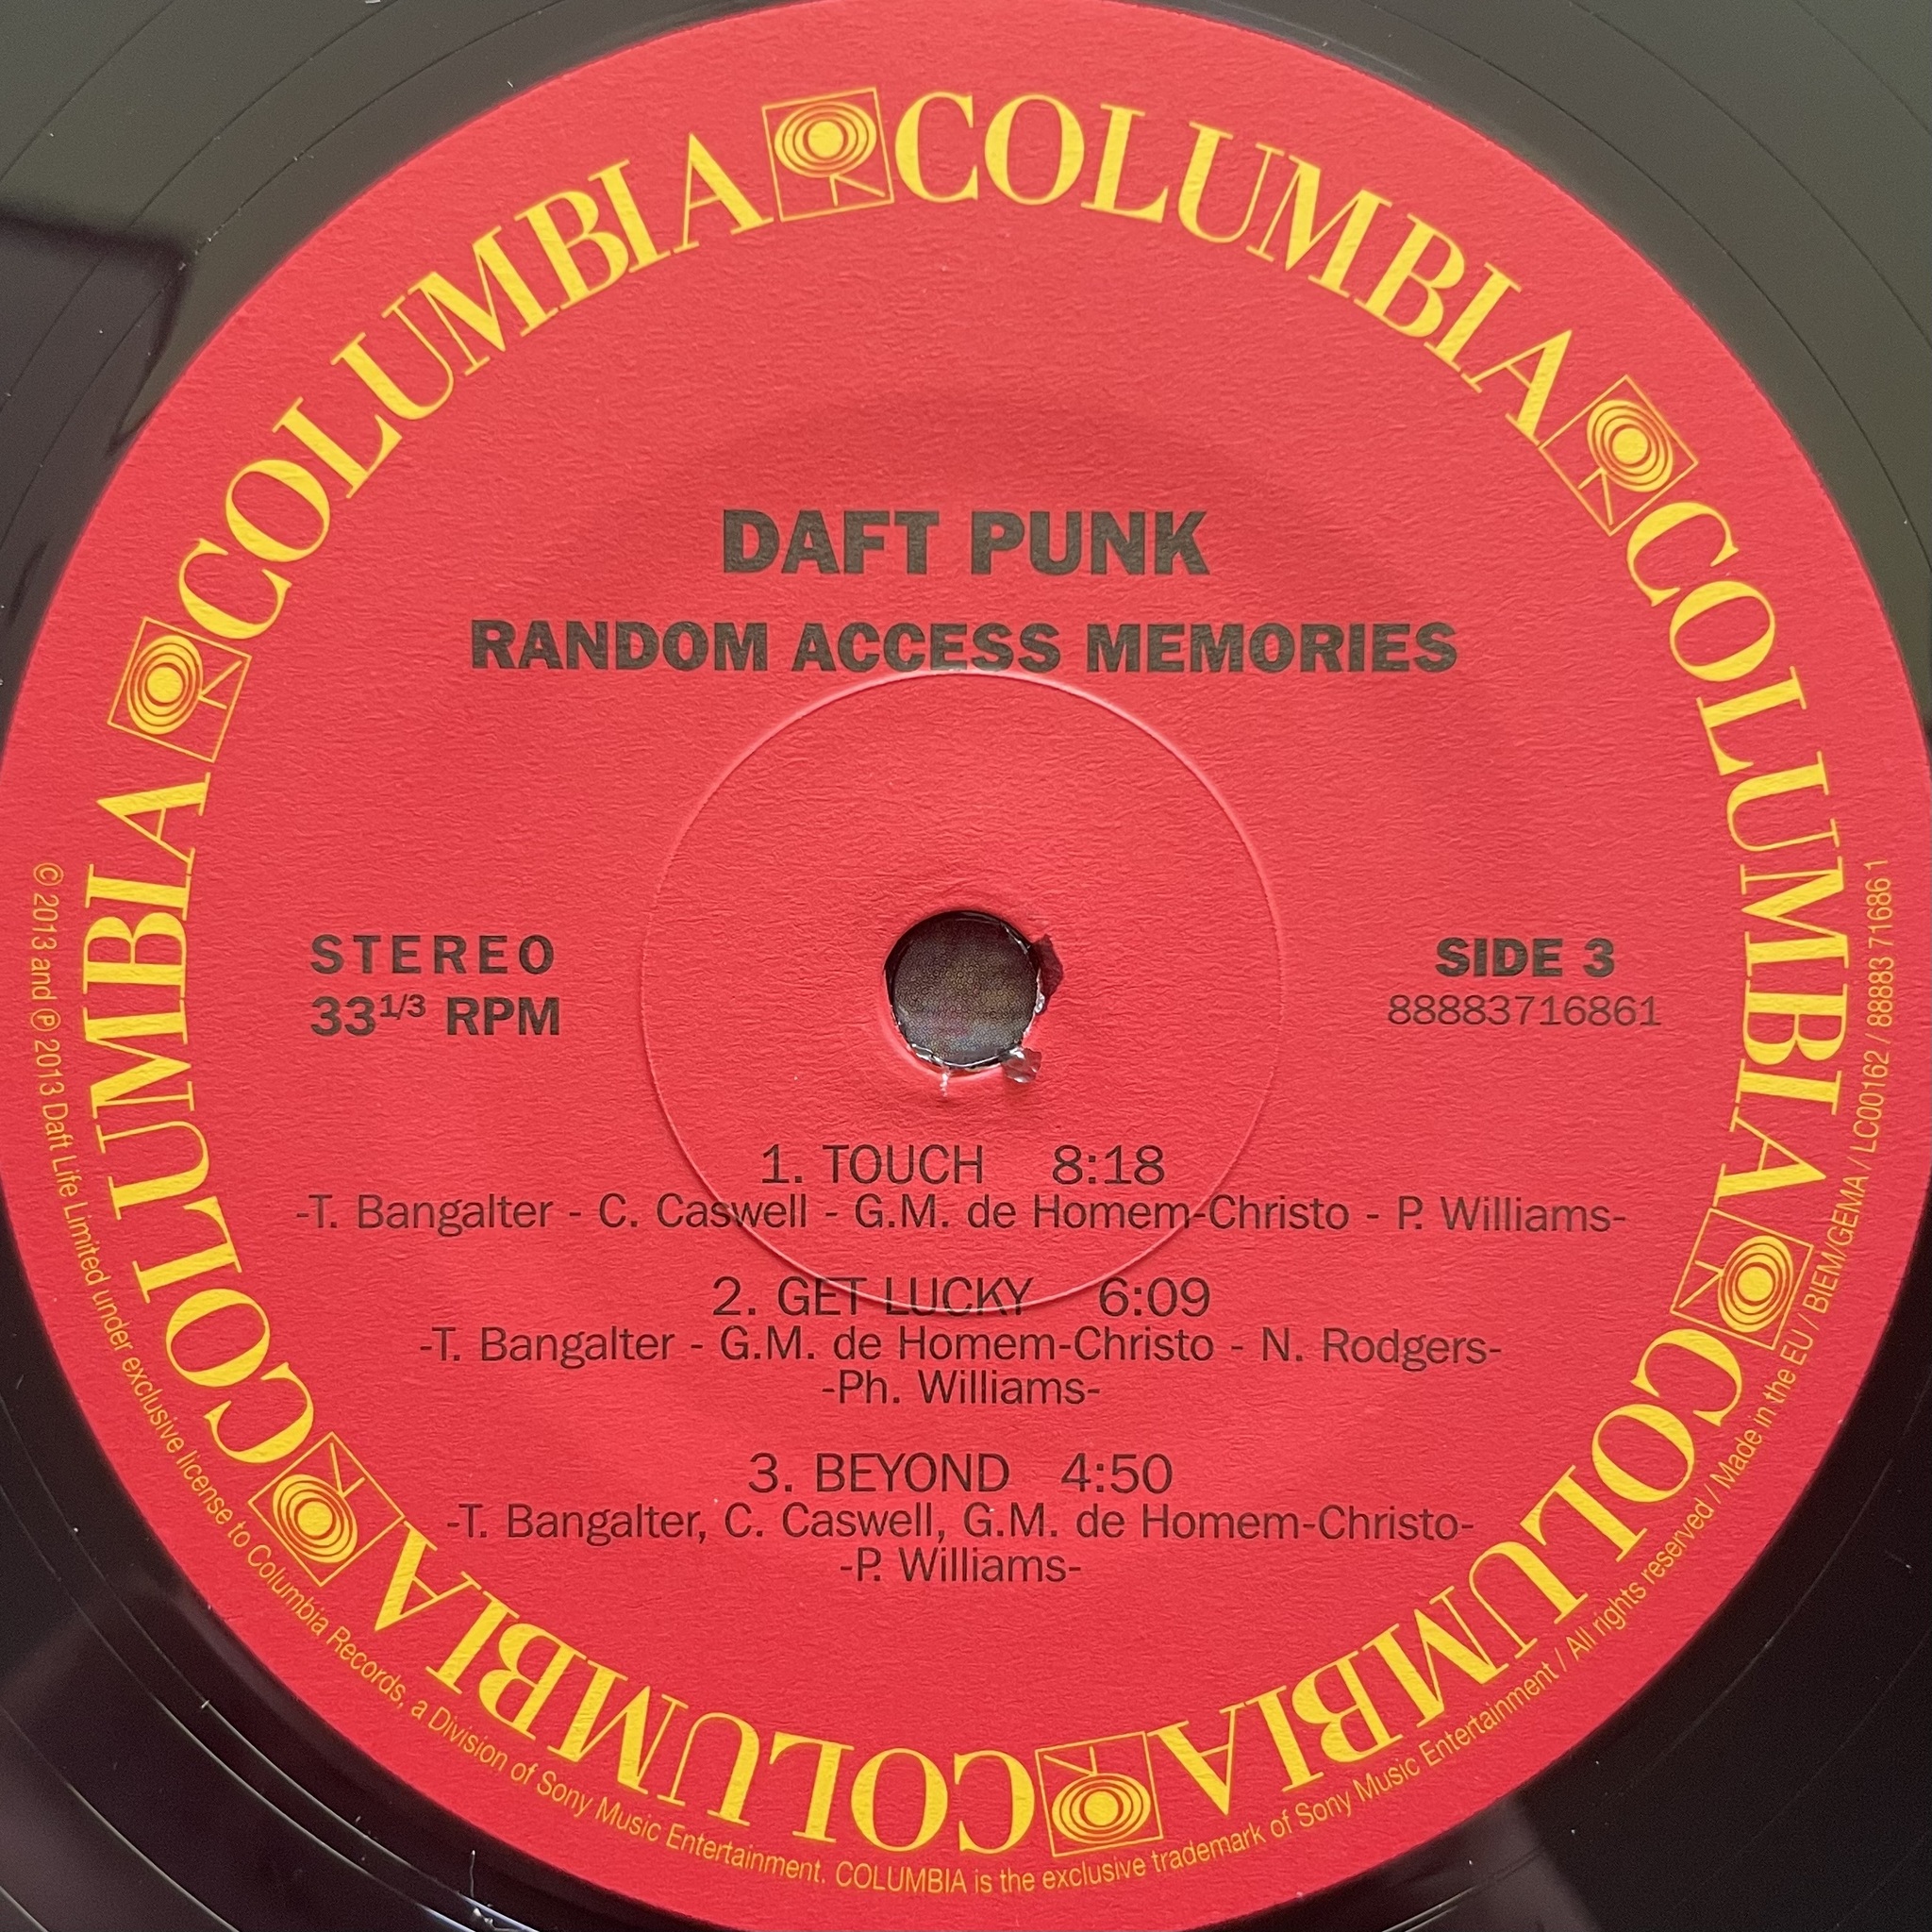 COLUMBIA COLUMBIA COLUMBIA COLUMBIA COLUMBIA COLUMBIA
DAFT PUNK
RANDOM ACCESS MEMORIES
STEREO
33 1/3 RPM
SIDE 3
88883716861
1. TOUCH 8:18
-T. Bangalter - C. Caswell - G.M. de Homem-Christo - P. Williams-
2. GET LUCKY 6:09
-T. Bangalter - G.M. de Homem-Christo - N. Rodgers-
-Ph. Williams-
3. BEYOND 4:50
-T. Bangalter, C. Caswell, G.M. de Homem-Christo-
-P. Williams-
© 2013 and ℗ 2013 Daft Life Limited under exclusive license to Columbia Records, a Division of Sony Music Entertainment. COLUMBIA is the exclusive trademark of Sony Music Entertainment / All rights reserved / Made in the EU / BIEM/GEMA / LC00162 / 88883 71686 1